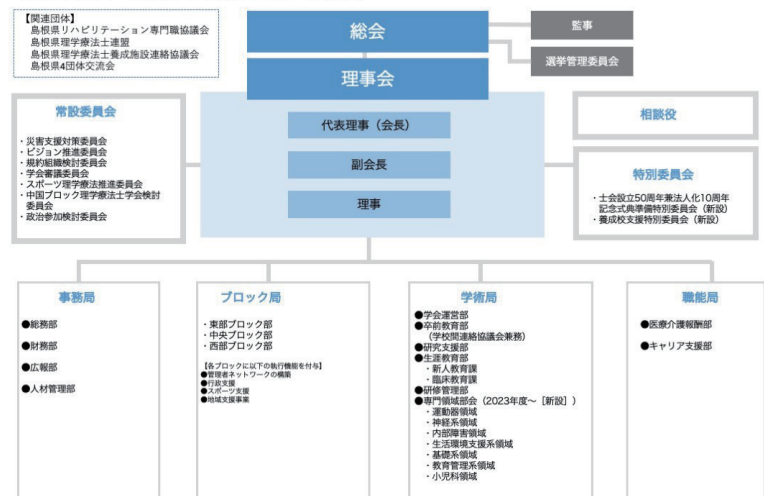 【関連団体】
島根県リハビリテーション専門職協議会
島根県理学療法士連盟
島根県理学療法士養成施設連絡協議会
島根県4団体交流会
総会
監事
選挙管理委員会
理事会
代表理事（会長）
副会長
理事
常設委員会
・災害支援対策委員会
・ビジョン推進委員会
・規約組織検討委員会
・学会審議委員会
・スポーツ理学療法推進委員会
・中国ブロック理学療法士学会検討
委員会
・政治参加検討委員会
相談役
特別委員会
・士会設立50周年兼法人化10周年
記念式典準備特別委員会（新設）
・養成校支援特別委員会（新設）
事務局
●総務部
●財務部
●広報部
●人材管理部
ブロック局
・東部ブロック部
・中央ブロック部
・西部ブロック部
【各ブロックに以下の執行機能を付与】
●管理者ネットワークの構築
●行政支援
●スポーツ支援
●地域支援事業
学術局
●学会運営部
●卒前教育部
（学校間連絡協議会兼務）
●研究支援部
●生涯教育部
・新人教育課
・臨床教育課
●研修管理部
●専門領域部会（2023年度～［新設］）
・運動器領域
・神経系領域
・内部障害領域
・生活環境支援系領域
・基礎系領域
・教育管理系領域
・小児科領域
職能局
●医療介護報酬部
●キャリア支援部